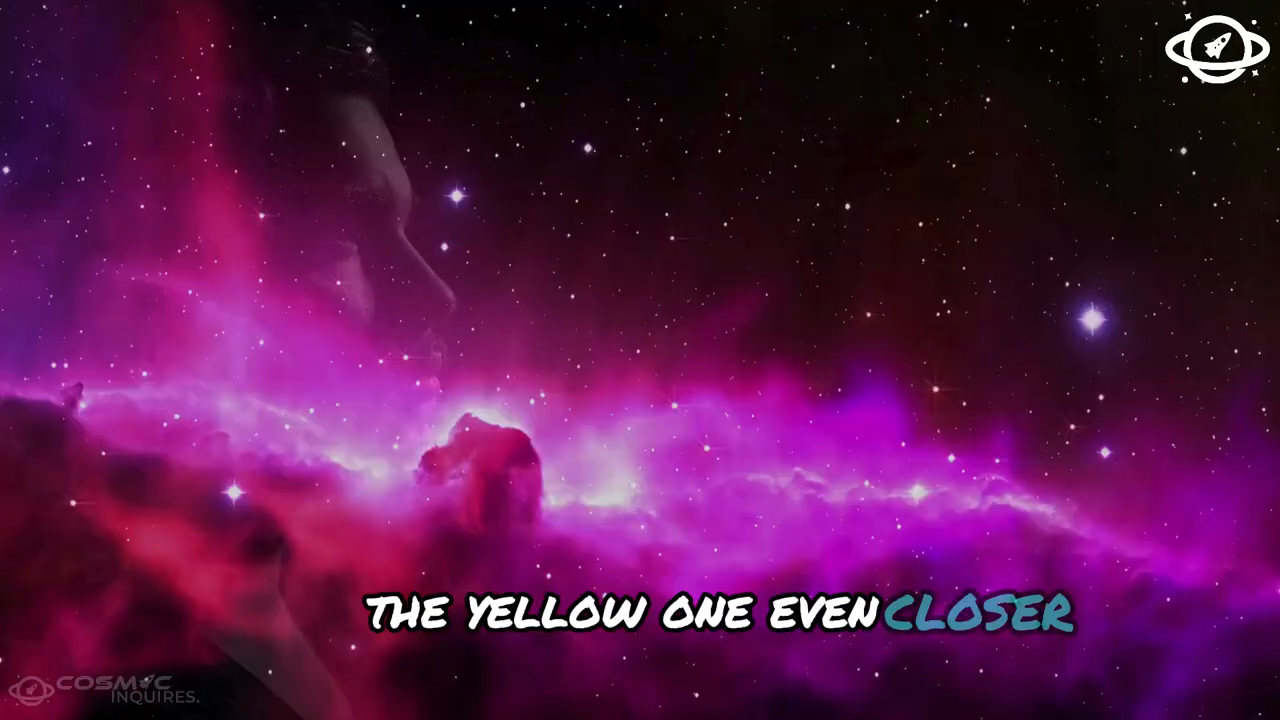 THE YELLOW ONE EVEN CLOSER
COSMIC
INQUIRES.